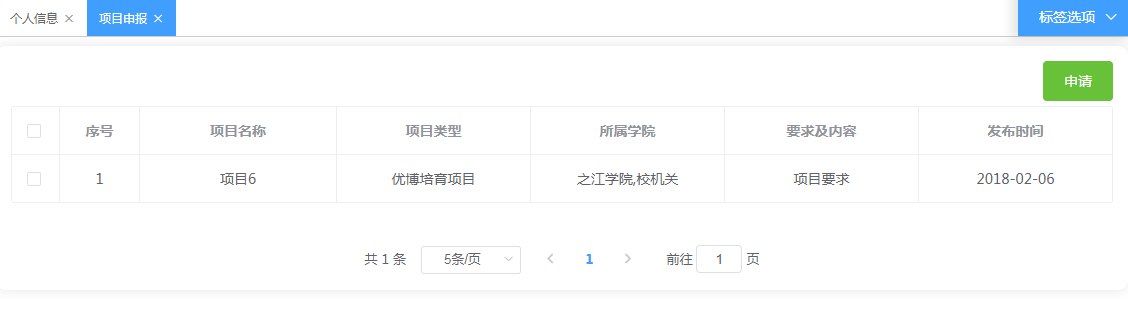 个人信息 × 项目申报 × 标签选项
申请
序号 项目名称 项目类型 所属学院 要求及内容 发布时间
1 项目6 优博培育项目 之江学院,校机关 项目要求 2018-02-06
共 1 条 5条/页 1 前往 1 页